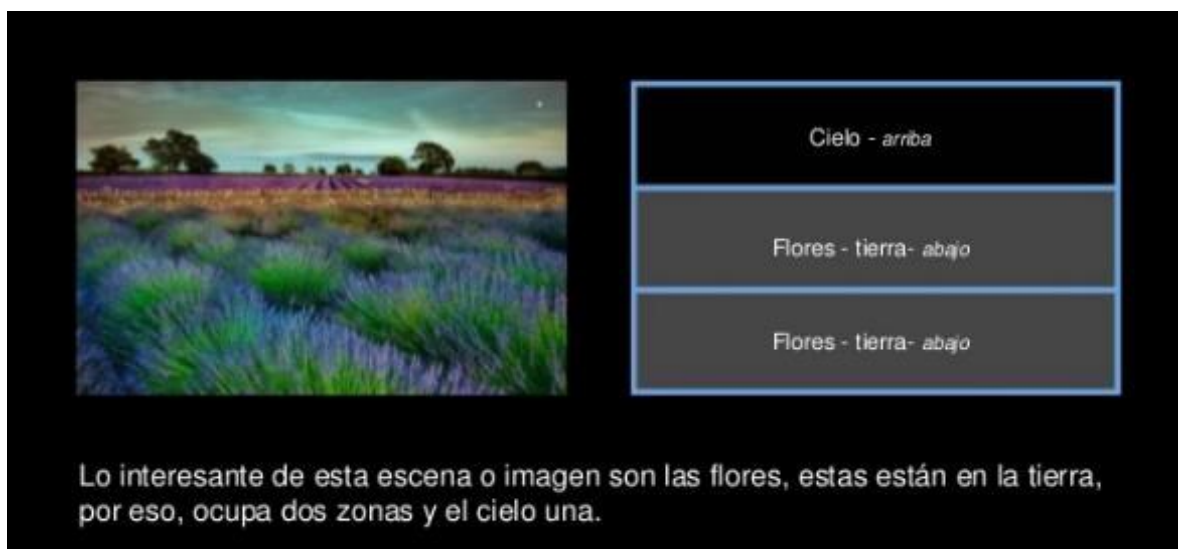 Cielo - arriba
Flores - tierra- abajo
Flores - tierra- abajo
Lo interesante de esta escena o imagen son las flores, estas están en la tierra,
por eso, ocupa dos zonas y el cielo una.